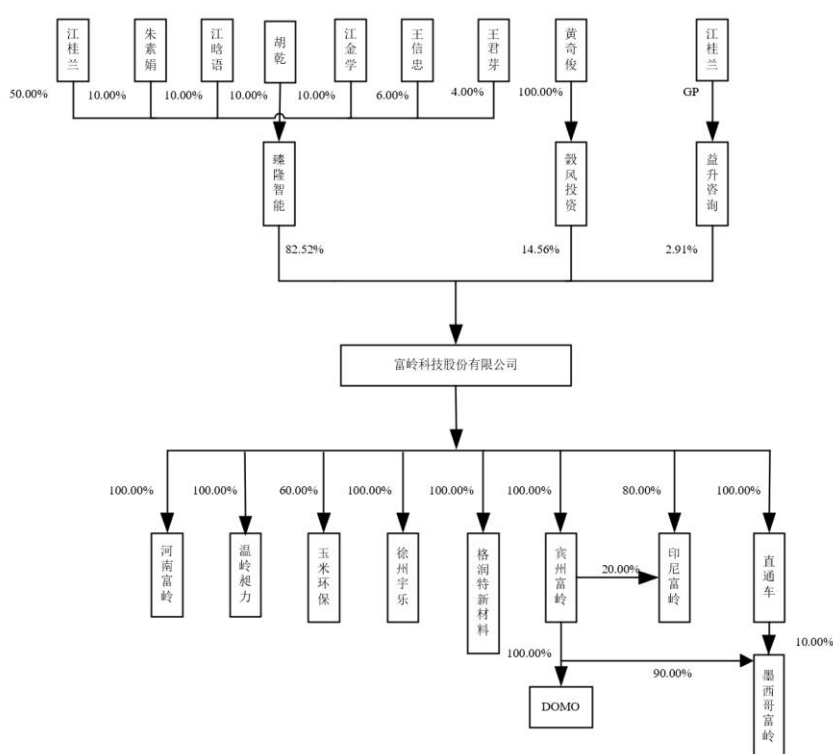 江桂兰
朱素娟
江晗语
胡乾
江金学
王信忠
王君芽
黄奇俊
江桂兰
50.00%
10.00%
10.00%
10.00%
10.00%
6.00%
4.00%
100.00%
GP
臻隆智能
穀风投资
益升咨询
82.52%
14.56%
2.91%
富岭科技股份有限公司
100.00%
100.00%
60.00%
100.00%
100.00%
100.00%
80.00%
100.00%
河南富岭
温岭昶力
玉米环保
徐州宇乐
格润特新材料
宾州富岭
20.00%
印尼富岭
直通车
100.00%
90.00%
10.00%
DOMO
墨西哥富岭